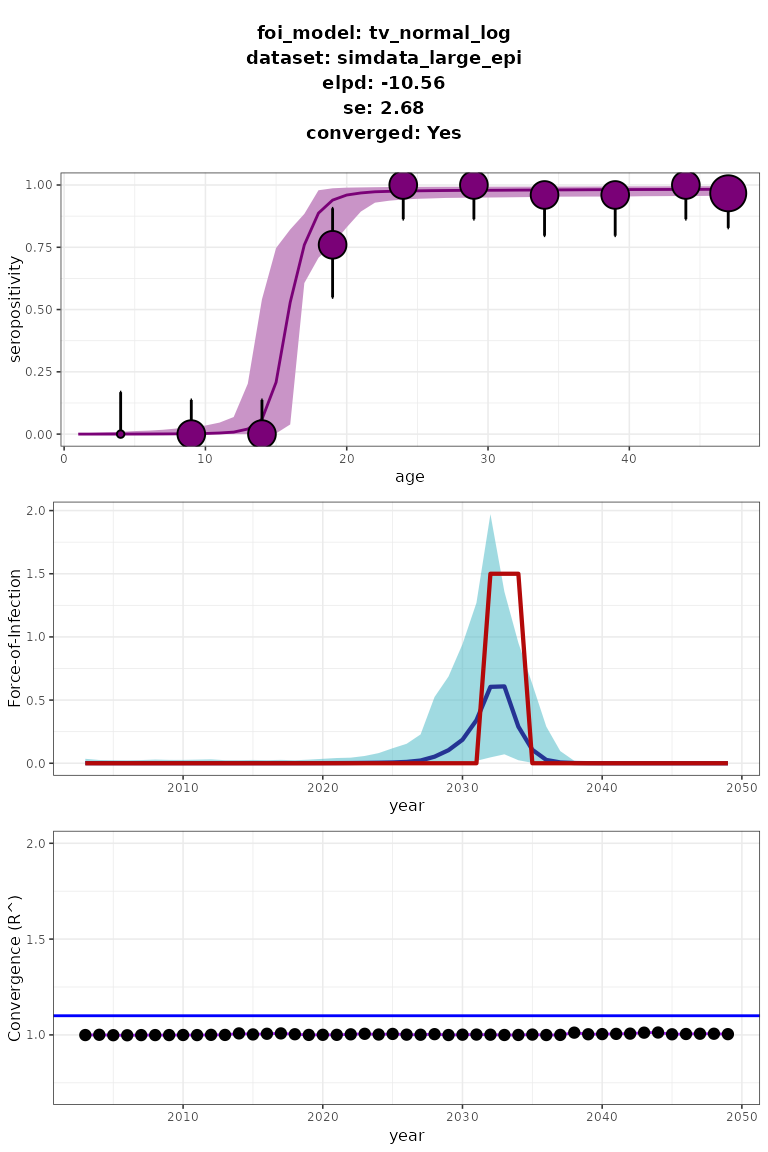 foi_model: tv_normal_log
dataset: simdata_large_epi
elpd: -10.56
se: 2.68
converged: Yes
1.00
0.75
0.50
0.25
0.00
seropositivity
0 10 20 30 40
age
2.0
1.5
1.0
0.5
0.0
Force-of-Infection
2010 2020 2030 2040 2050
year
2.0
1.5
1.0
Convergence (R^)
2010 2020 2030 2040 2050
year